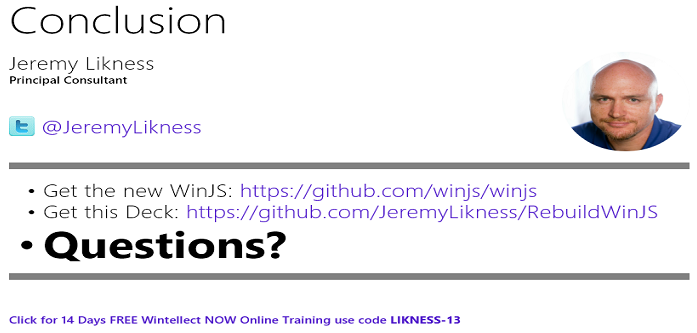 Conclusion
Jeremy Likness
Principal Consultant
@JeremyLikness
• Get the new WinJS: https://github.com/winjs/winjs
• Get this Deck: https://github.com/JeremyLikness/RebuildWinJS
• Questions?
Click for 14 Days FREE Wintellect NOW Online Training use code LIKNESS-13